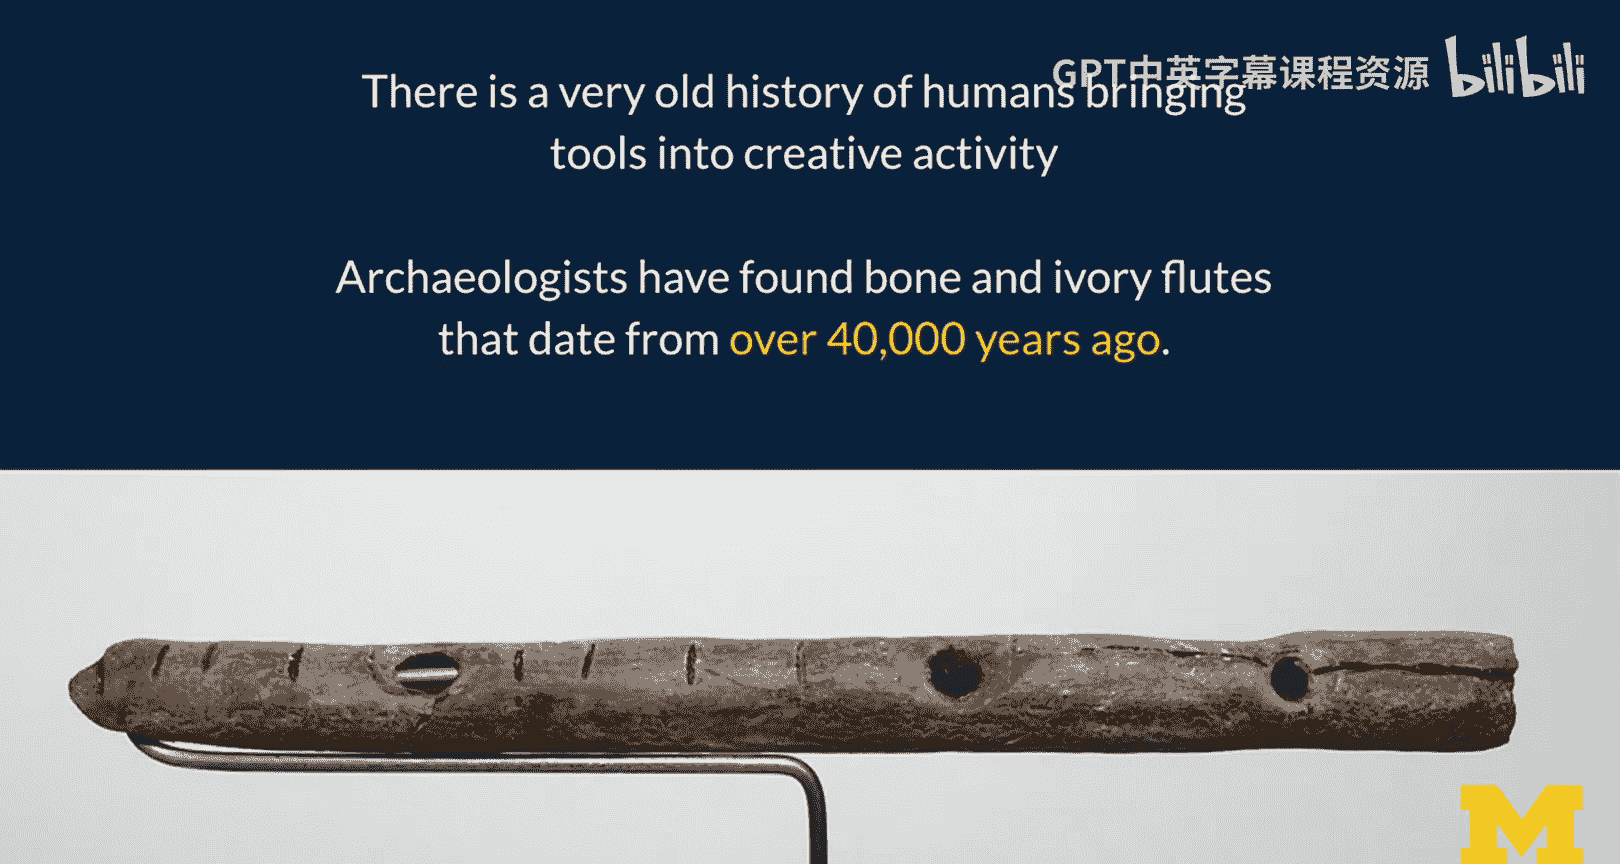 GPT中英字幕课程资源 bilibili
There is a very old history of humans bringing
tools into creative activity
Archaeologists have found bone and ivory flutes
that date from over 40,000 years ago.
M